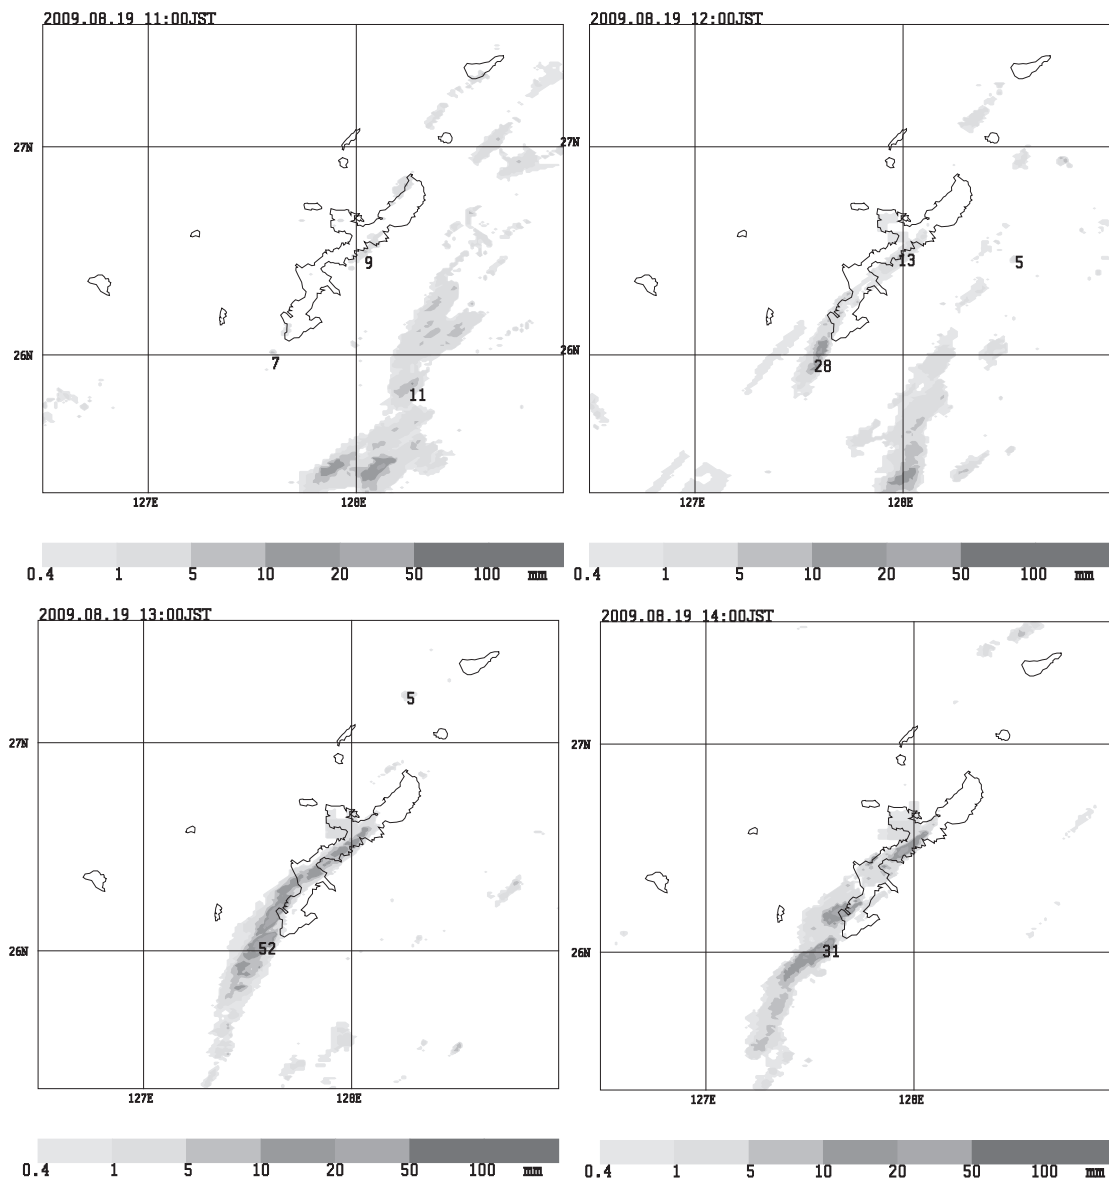 2009.08.19 11:00JST
27N
9
7
26N
11
127E 128E
0.4 1 5 10 20 50 100 mm
2009.08.19 12:00JST
27N
13 5
26N
28
127E 128E
0.4 1 5 10 20 50 100 mm
2009.08.19 13:00JST
5
27N
26N
52
127E 128E
0.4 1 5 10 20 50 100 mm
2009.08.19 14:00JST
27N
26N
31
127E 128E
0.4 1 5 10 20 50 100 mm